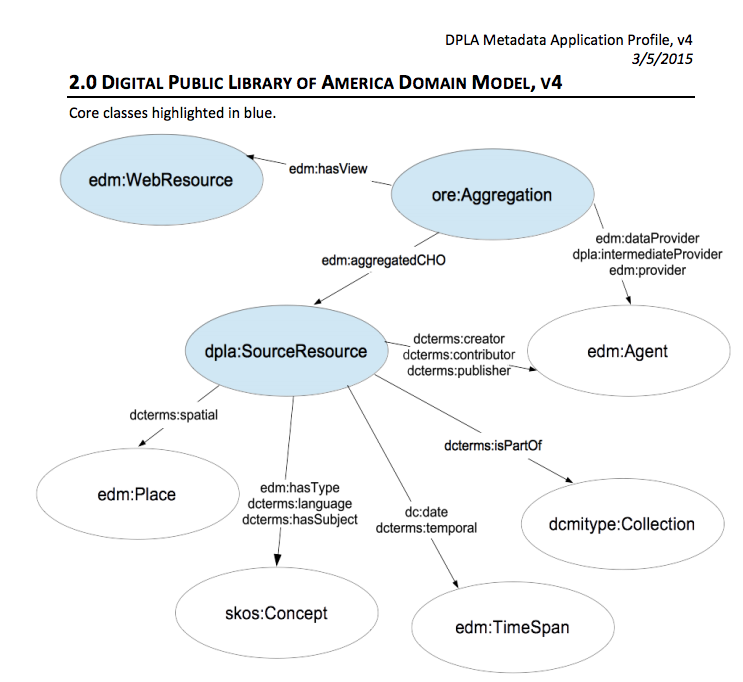 DPLA Metadata Application Profile, v4
3/5/2015
2.0 DIGITAL PUBLIC LIBRARY OF AMERICA DOMAIN MODEL, V4
Core classes highlighted in blue.
edm:WebResource
edm:hasView
ore:Aggregation
edm:dataProvider
dpla:intermediateProvider
edm:provider
edm:aggregatedCHO
dpla:SourceResource
dcterms:creator
dcterms:contributor
dcterms:publisher
edm:Agent
dcterms:spatial
dcterms:isPartOf
edm:Place
edm:hasType
dcterms:language
dcterms:hasSubject
dc:date
dcterms:temporal
dcmitype:Collection
skos:Concept
edm:TimeSpan